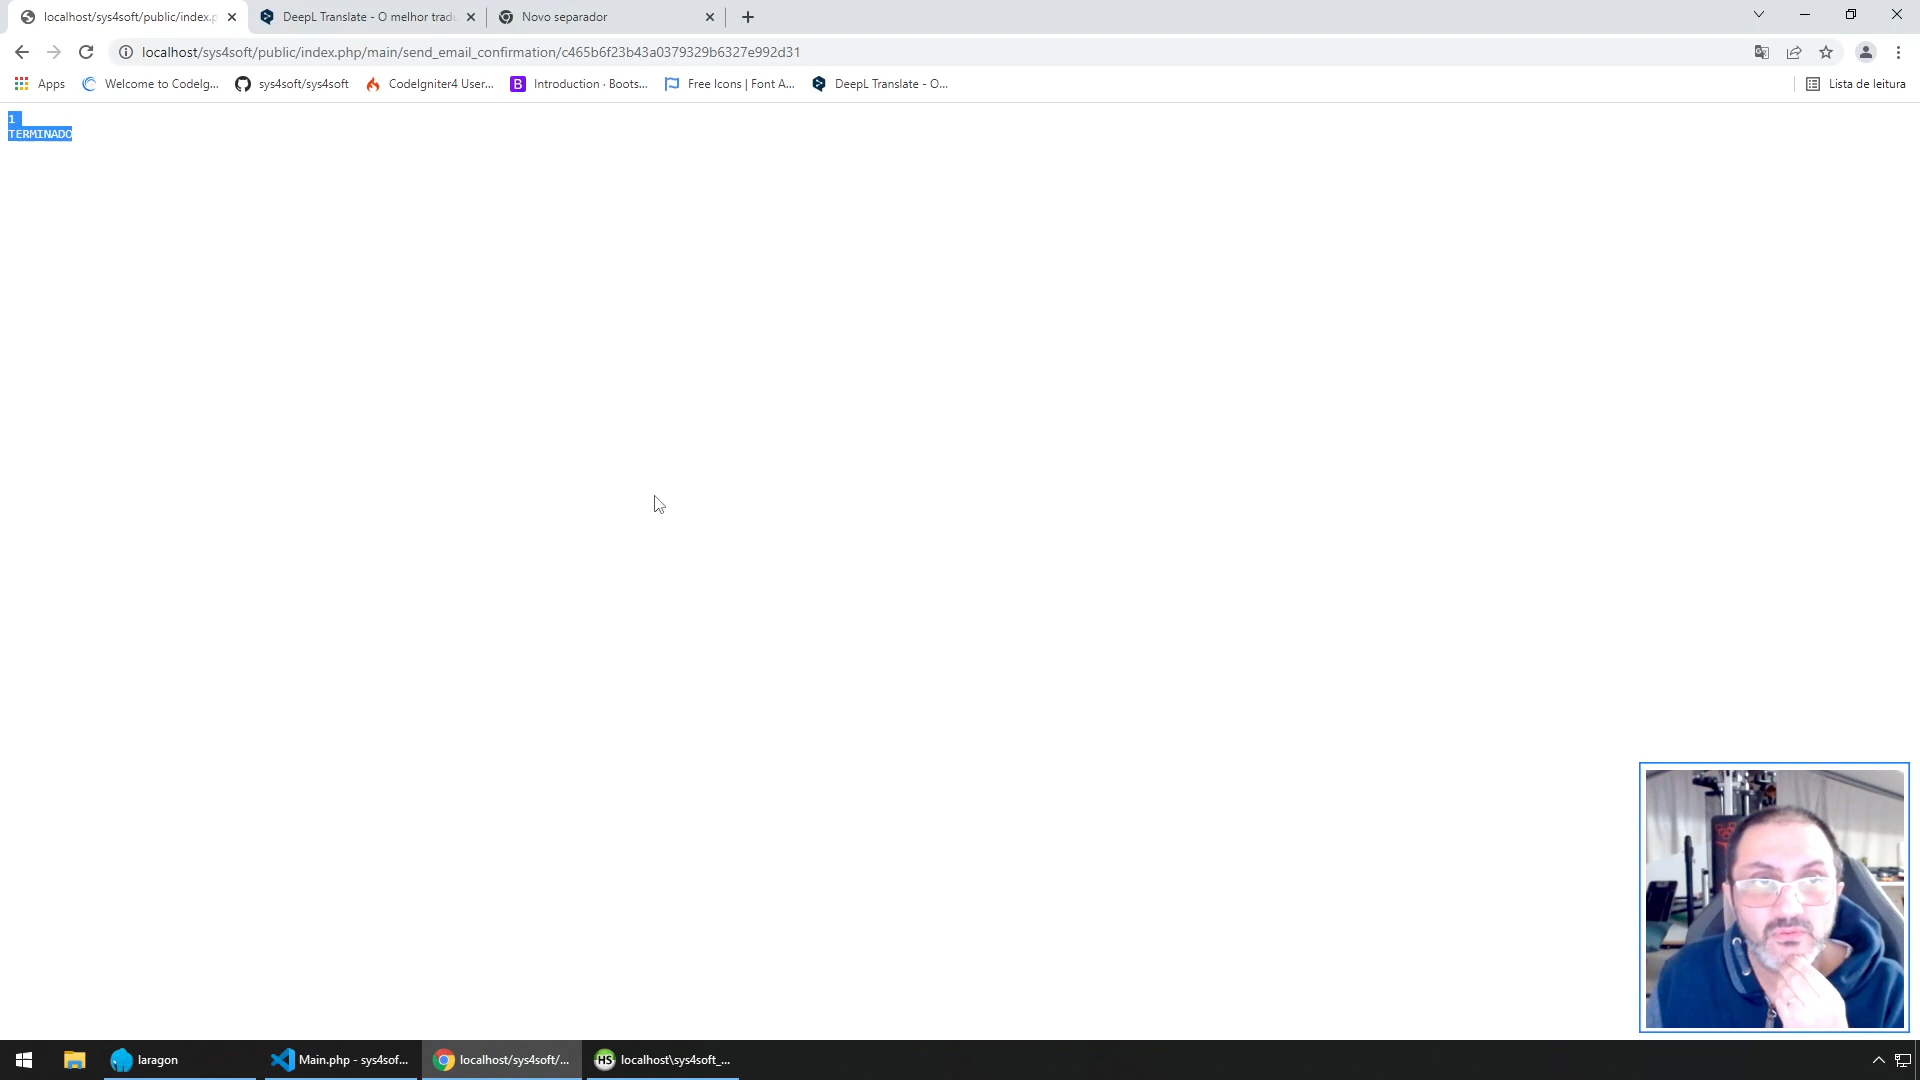 localhost/sys4soft/public/index.p
DeepL Translate - O melhor tradu
Novo separador
localhost/sys4soft/public/index.php/main/send_email_confirmation/c465b6f23b43a0379329b6327e992d31
Apps
Welcome to CodeIg...
sys4soft/sys4soft
CodeIgniter4 User...
B
Introduction · Boots...
Free Icons | Font A...
DeepL Translate - O...
Lista de leitura
1
TERMINADO
laragon
Main.php - sys4sof...
localhost/sys4soft/...
HS
localhost\sys4soft_...